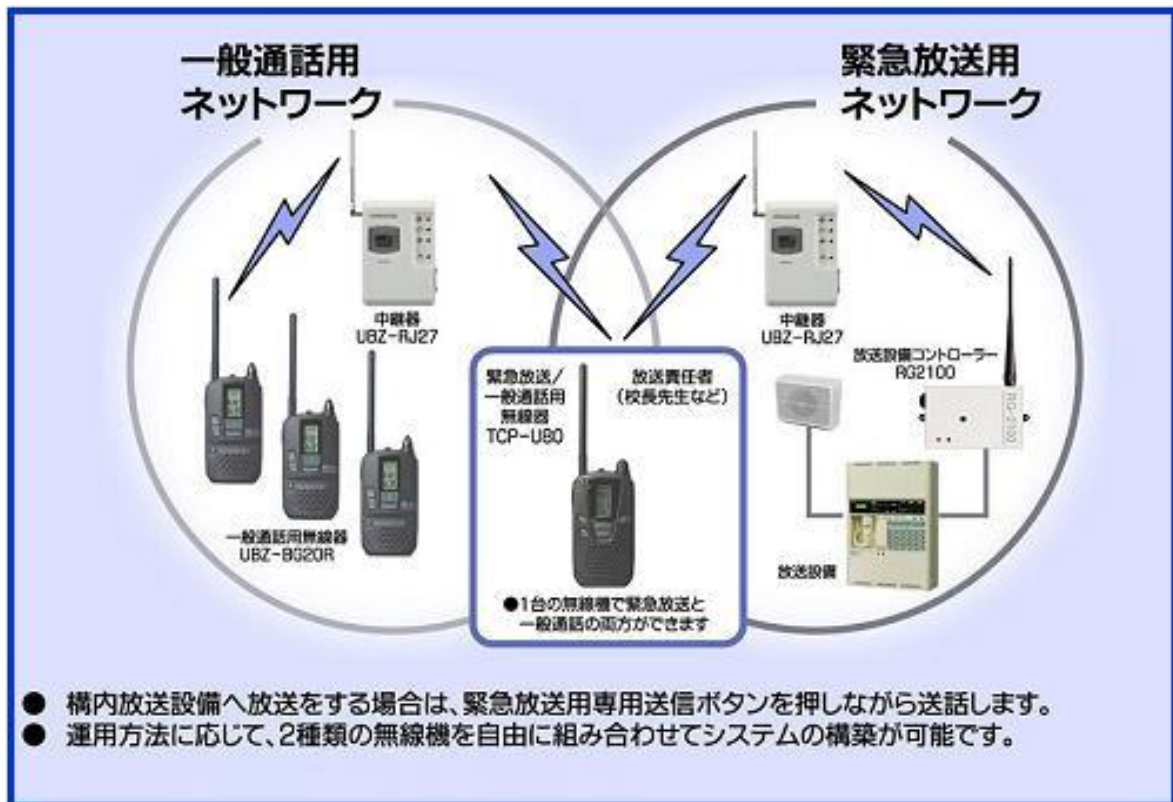 一般通話用
ネットワーク
緊急放送用
ネットワーク
中継器
UBZ-RJ27
中継器
UBZ-RJ27
放送設備コントローラー
RG2100
緊急放送/
一般通話用
無線器
TCP-U80
放送責任者
(校長先生など)
RG-2100
一般通話用無線器
UBZ-BG20R
放送設備
●1台の無線機で緊急放送と
一般通話の両方ができます
● 構内放送設備へ放送をする場合は、緊急放送用専用送信ボタンを押しながら送話します。
● 運用方法に応じて、2種類の無線機を自由に組み合わせてシステムの構築が可能です。